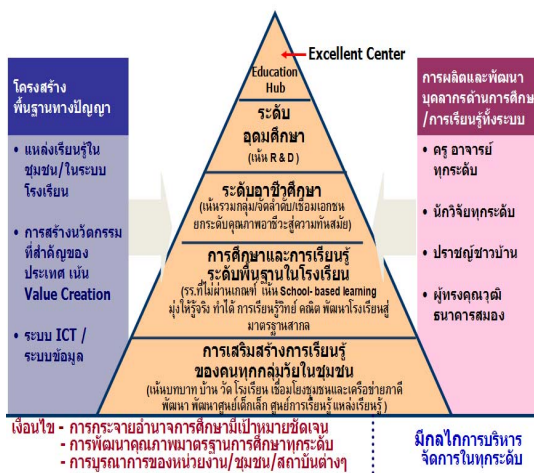 Excellent Center
Education
Hub
ระดับ
อุดมศึกษา
(เน้น R & D)
ระดับอาชีวศึกษา
(เน้นรวมกลุ่ม/จัดลำดับ/เชื่อมเอกชน
ยกระดับคุณภาพอาชีวะสู่ความทันสมัย)
การศึกษาและการเรียนรู้
ระดับพื้นฐานในโรงเรียน
(รร.ที่ไม่ผ่านเกณฑ์ เน้น School- based learning
มุ่งให้รู้จริง ทำได้ การเรียนรู้วิทย์ คณิต พัฒนาโรงเรียนสู่
มาตรฐานสากล
การเสริมสร้างการเรียนรู้
ของคนทุกกลุ่มวัยในชุมชน
(เน้นบทบาท บ้าน วัด โรงเรียน เชื่อมโยงชุมชนและเครือข่ายภาคี
พัฒนา พัฒนาศูนย์เด็กเล็ก ศูนย์การเรียนรู้ แหล่งเรียนรู้)
โครงสร้าง
พื้นฐานทางปัญญา
• แหล่งเรียนรู้ใน
ชุมชน/ในระบบ
โรงเรียน
• การสร้างนวัตกรรม
ที่สำคัญของ
ประเทศ เน้น
Value Creation
• ระบบ ICT /
ระบบข้อมูล
การผลิตและพัฒนา
บุคลากรด้านการศึกษา
/การเรียนรู้ทั้งระบบ
• ครู อาจารย์
ทุกระดับ
• นักวิจัยทุกระดับ
• ปราชญ์ชาวบ้าน
• ผู้ทรงคุณวุฒิ
ธนาคารสมอง
เงื่อนไข - การกระจายอำนาจการศึกษามีเป้าหมายชัดเจน
- การพัฒนาคุณภาพมาตรฐานการศึกษาทุกระดับ
- การบูรณาการของหน่วยงาน/ชุมชน/สถาบันต่างๆ
มีกลไกการบริหาร
จัดการในทุกระดับ